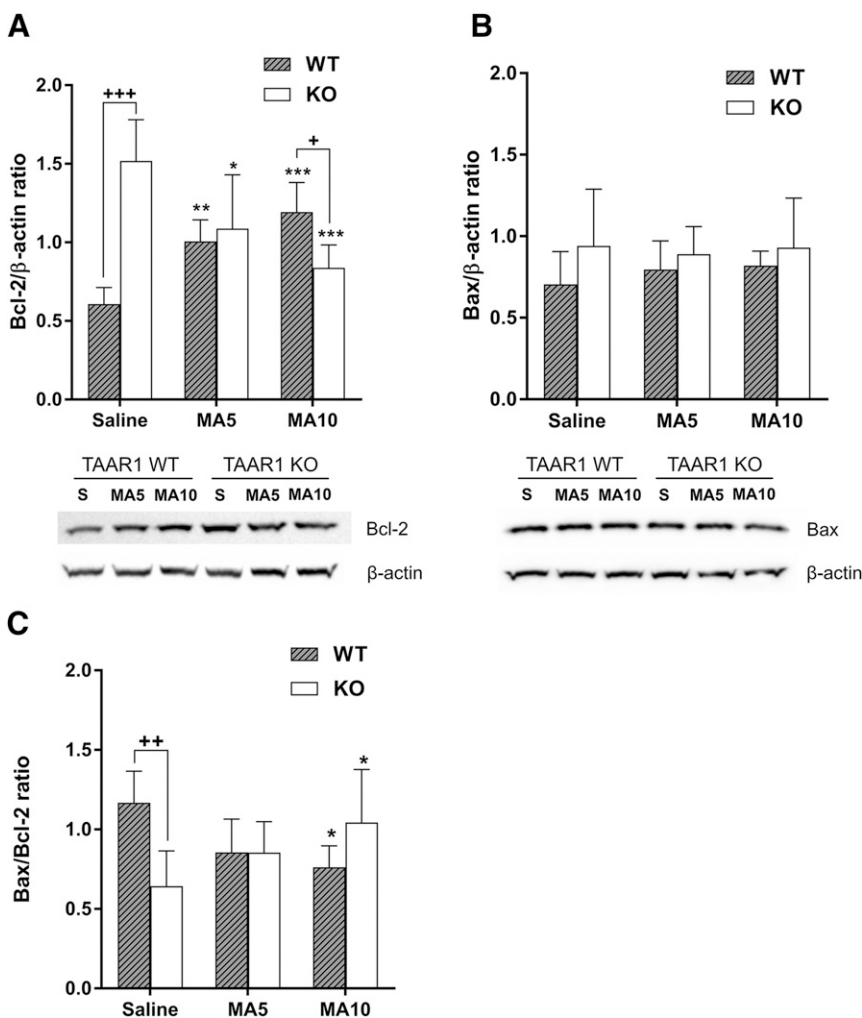 A
WT
KO
Bcl-2/β-actin ratio
2.0
1.5
1.0
0.5
0.0
+++
**
*
***
+
***
Saline MA5 MA10
TAAR1 WT TAAR1 KO
S MA5 MA10 S MA5 MA10
Bcl-2
β-actin
B
WT
KO
Bax/β-actin ratio
2.0
1.5
1.0
0.5
0.0
Saline MA5 MA10
TAAR1 WT TAAR1 KO
S MA5 MA10 S MA5 MA10
Bax
β-actin
C
WT
KO
Bax/Bcl-2 ratio
2.0
1.5
1.0
0.5
0.0
++
*
*
Saline MA5 MA10